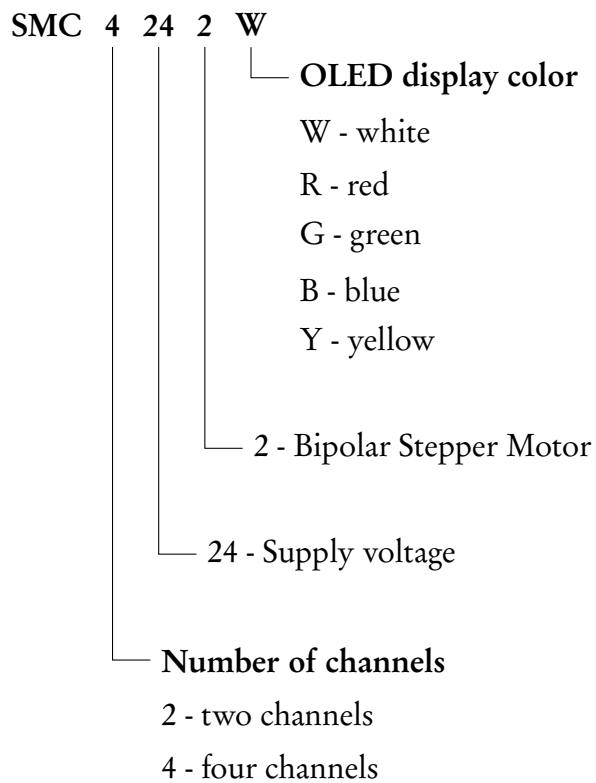 SMC 4 24 2 W
OLED display color
W - white
R - red
G - green
B - blue
Y - yellow
2 - Bipolar Stepper Motor
24 - Supply voltage
Number of channels
2 - two channels
4 - four channels